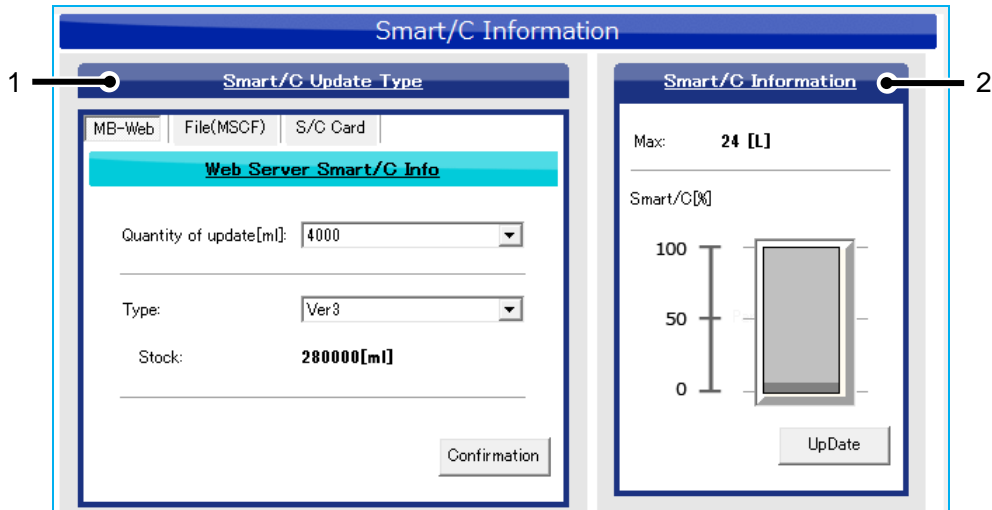 Smart/C Information
1
Smart/C Update Type
MB-Web File(MSCF) S/C Card
Web Server Smart/C Info
Quantity of update[ml]: 4000
Type: Ver3
Stock: 280000[ml]
Confirmation
Smart/C Information
2
Max: 24 [L]
Smart/C[%]
100
50
0
UpDate